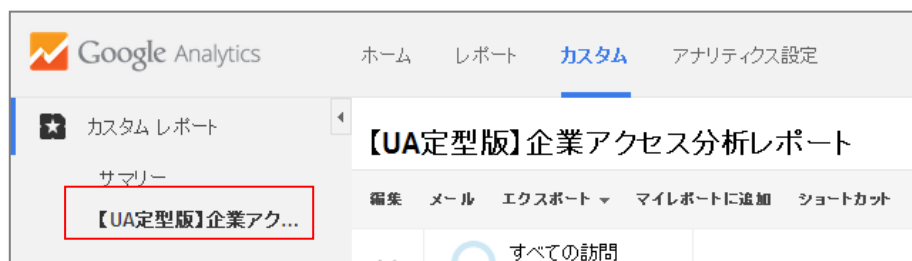 Google Analytics
ホーム レポート カスタム アナリティクス設定
カスタム レポート
サマリー
【UA定型版】企業アク...
【UA定型版】企業アクセス分析レポート
編集 メール エクスポート マイレポートに追加 ショートカット
すべての訪問